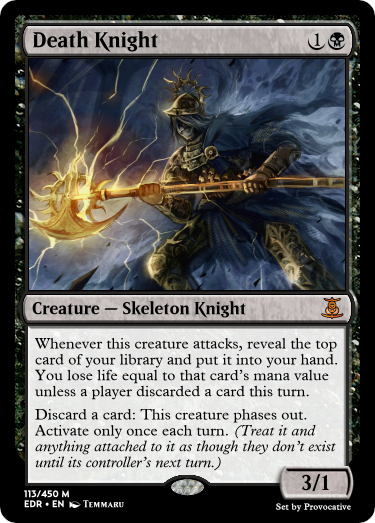 Death Knight 1
Creature — Skeleton Knight
Whenever this creature attacks, reveal the top
card of your library and put it into your hand.
You lose life equal to that card's mana value
unless a player discarded a card this turn.
Discard a card: This creature phases out.
Activate only once each turn. (Treat it and
anything attached to it as though they don't exist
until its controller's next turn.)
3/1
113/450 M
EDR • EN Temmaru
Set by Provocative